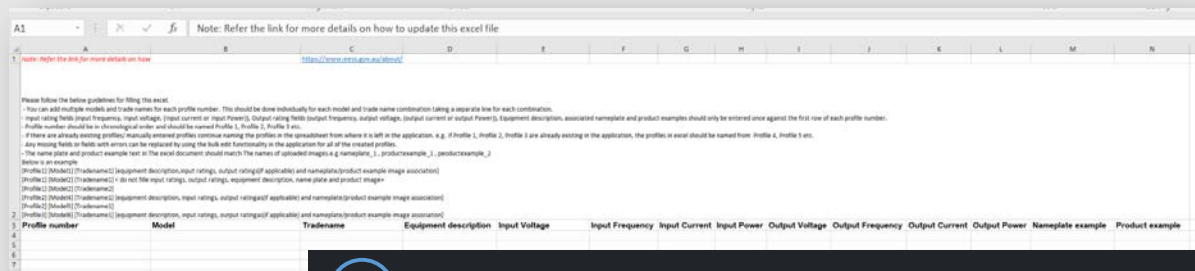 A1 fx Note: Refer the link for more details on how to update this excel file
A B C D E F G H I J K L M N
1 Note: Refer the link for more details on how https://www.eess.gov.au/about/
Please follow the below guidelines for filling this excel.
- You can add multiple models and trade names for each profile number. This should be done individually for each model and trade name combination taking a separate line for each combination.
- Input rating fields (input frequency, input voltage, (input current or input Power)), Output rating fields (output frequency, output voltage, (output current or output Power)), Equipment description, associated nameplate and product examples should only be entered once against the first row of each profile number.
- Profile number should be in chronological order and should be named Profile 1, Profile 2, Profile 3 etc.
- If there are already existing profiles/ manually entered profiles continue naming the profiles in the spreadsheet from where it is left in the application. e.g. if Profile 1, Profile 2, Profile 3 are already existing in the application, the profiles in excel should be named from Profile 4, Profile 5 etc.
- Any missing fields or fields with errors can be replaced by using the bulk edit functionality in the application for all of the created profiles.
- The name plate and product example text in The excel document should match The names of uploaded images e.g nameplate_1 , productexample_1 , peoductexample_2
Below is an example
[Profile1] [Model1] [Tradename1] [equipment description,input ratings, output ratings(if applicable) and nameplate/product example image association]
[Profile1] [Model2] [Tradename1] < do not fille input ratings, output ratings, equipment description, name plate and product image>
[Profile1] [Model2] [Tradename2]
[Profile2] [Model4] [Tradename1] [equipment description, input ratings, output ratingas(if applicable) and nameplate/product example image association]
[Profile2] [Model5] [Tradename1]
2 [Profile3] [Model6] [Tradename1] [equipment description, input ratings, output ratingas(if applicable) and nameplate/product example image association]
3 Profile number Model Tradename Equipment description Input Voltage Input Frequency Input Current Input Power Output Voltage Output Frequency Output Current Output Power Nameplate example Product example
4
5
6
7